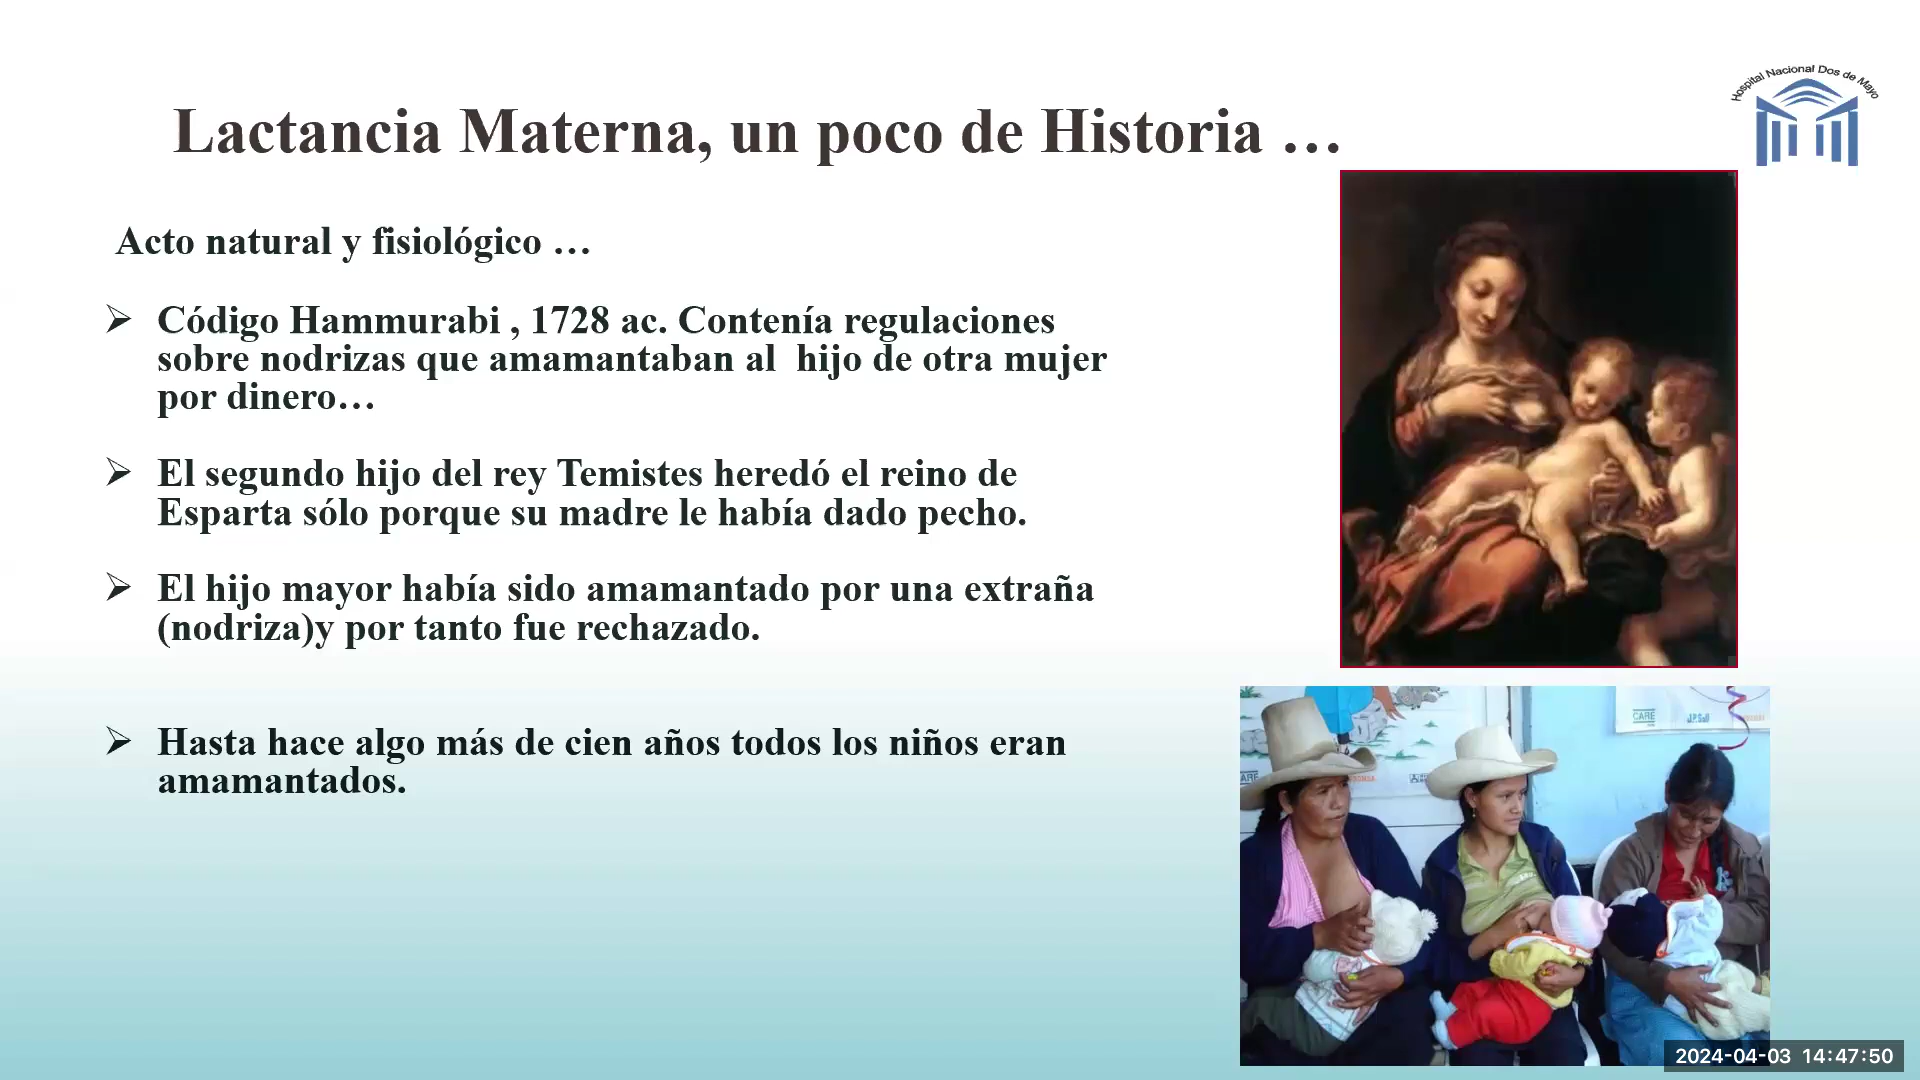 Hospital Nacional Dos de Mayo
Lactancia Materna, un poco de Historia …
Acto natural y fisiológico …
➢ Código Hammurabi , 1728 ac. Contenía regulaciones
sobre nodrizas que amamantaban al  hijo de otra mujer
por dinero…
➢ El segundo hijo del rey Temistes heredó el reino de
Esparta sólo porque su madre le había dado pecho.
➢ El hijo mayor había sido amamantado por una extraña
(nodriza)y por tanto fue rechazado.
➢ Hasta hace algo más de cien años todos los niños eran
amamantados.
CARE
2024-04-03 14:47:50